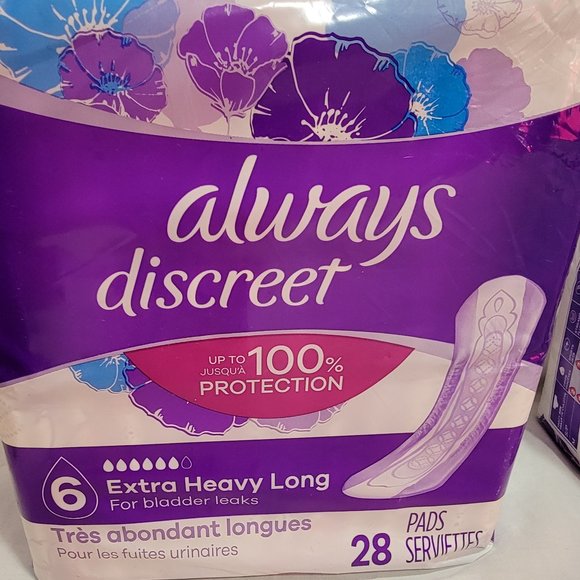 always
discreet
UP TO
JUSQU'À
100%
PROTECTION
6
Extra Heavy Long
For bladder leaks
Très abondant longues
Pour les fuites urinaires
28
PADS
SERVIETTES